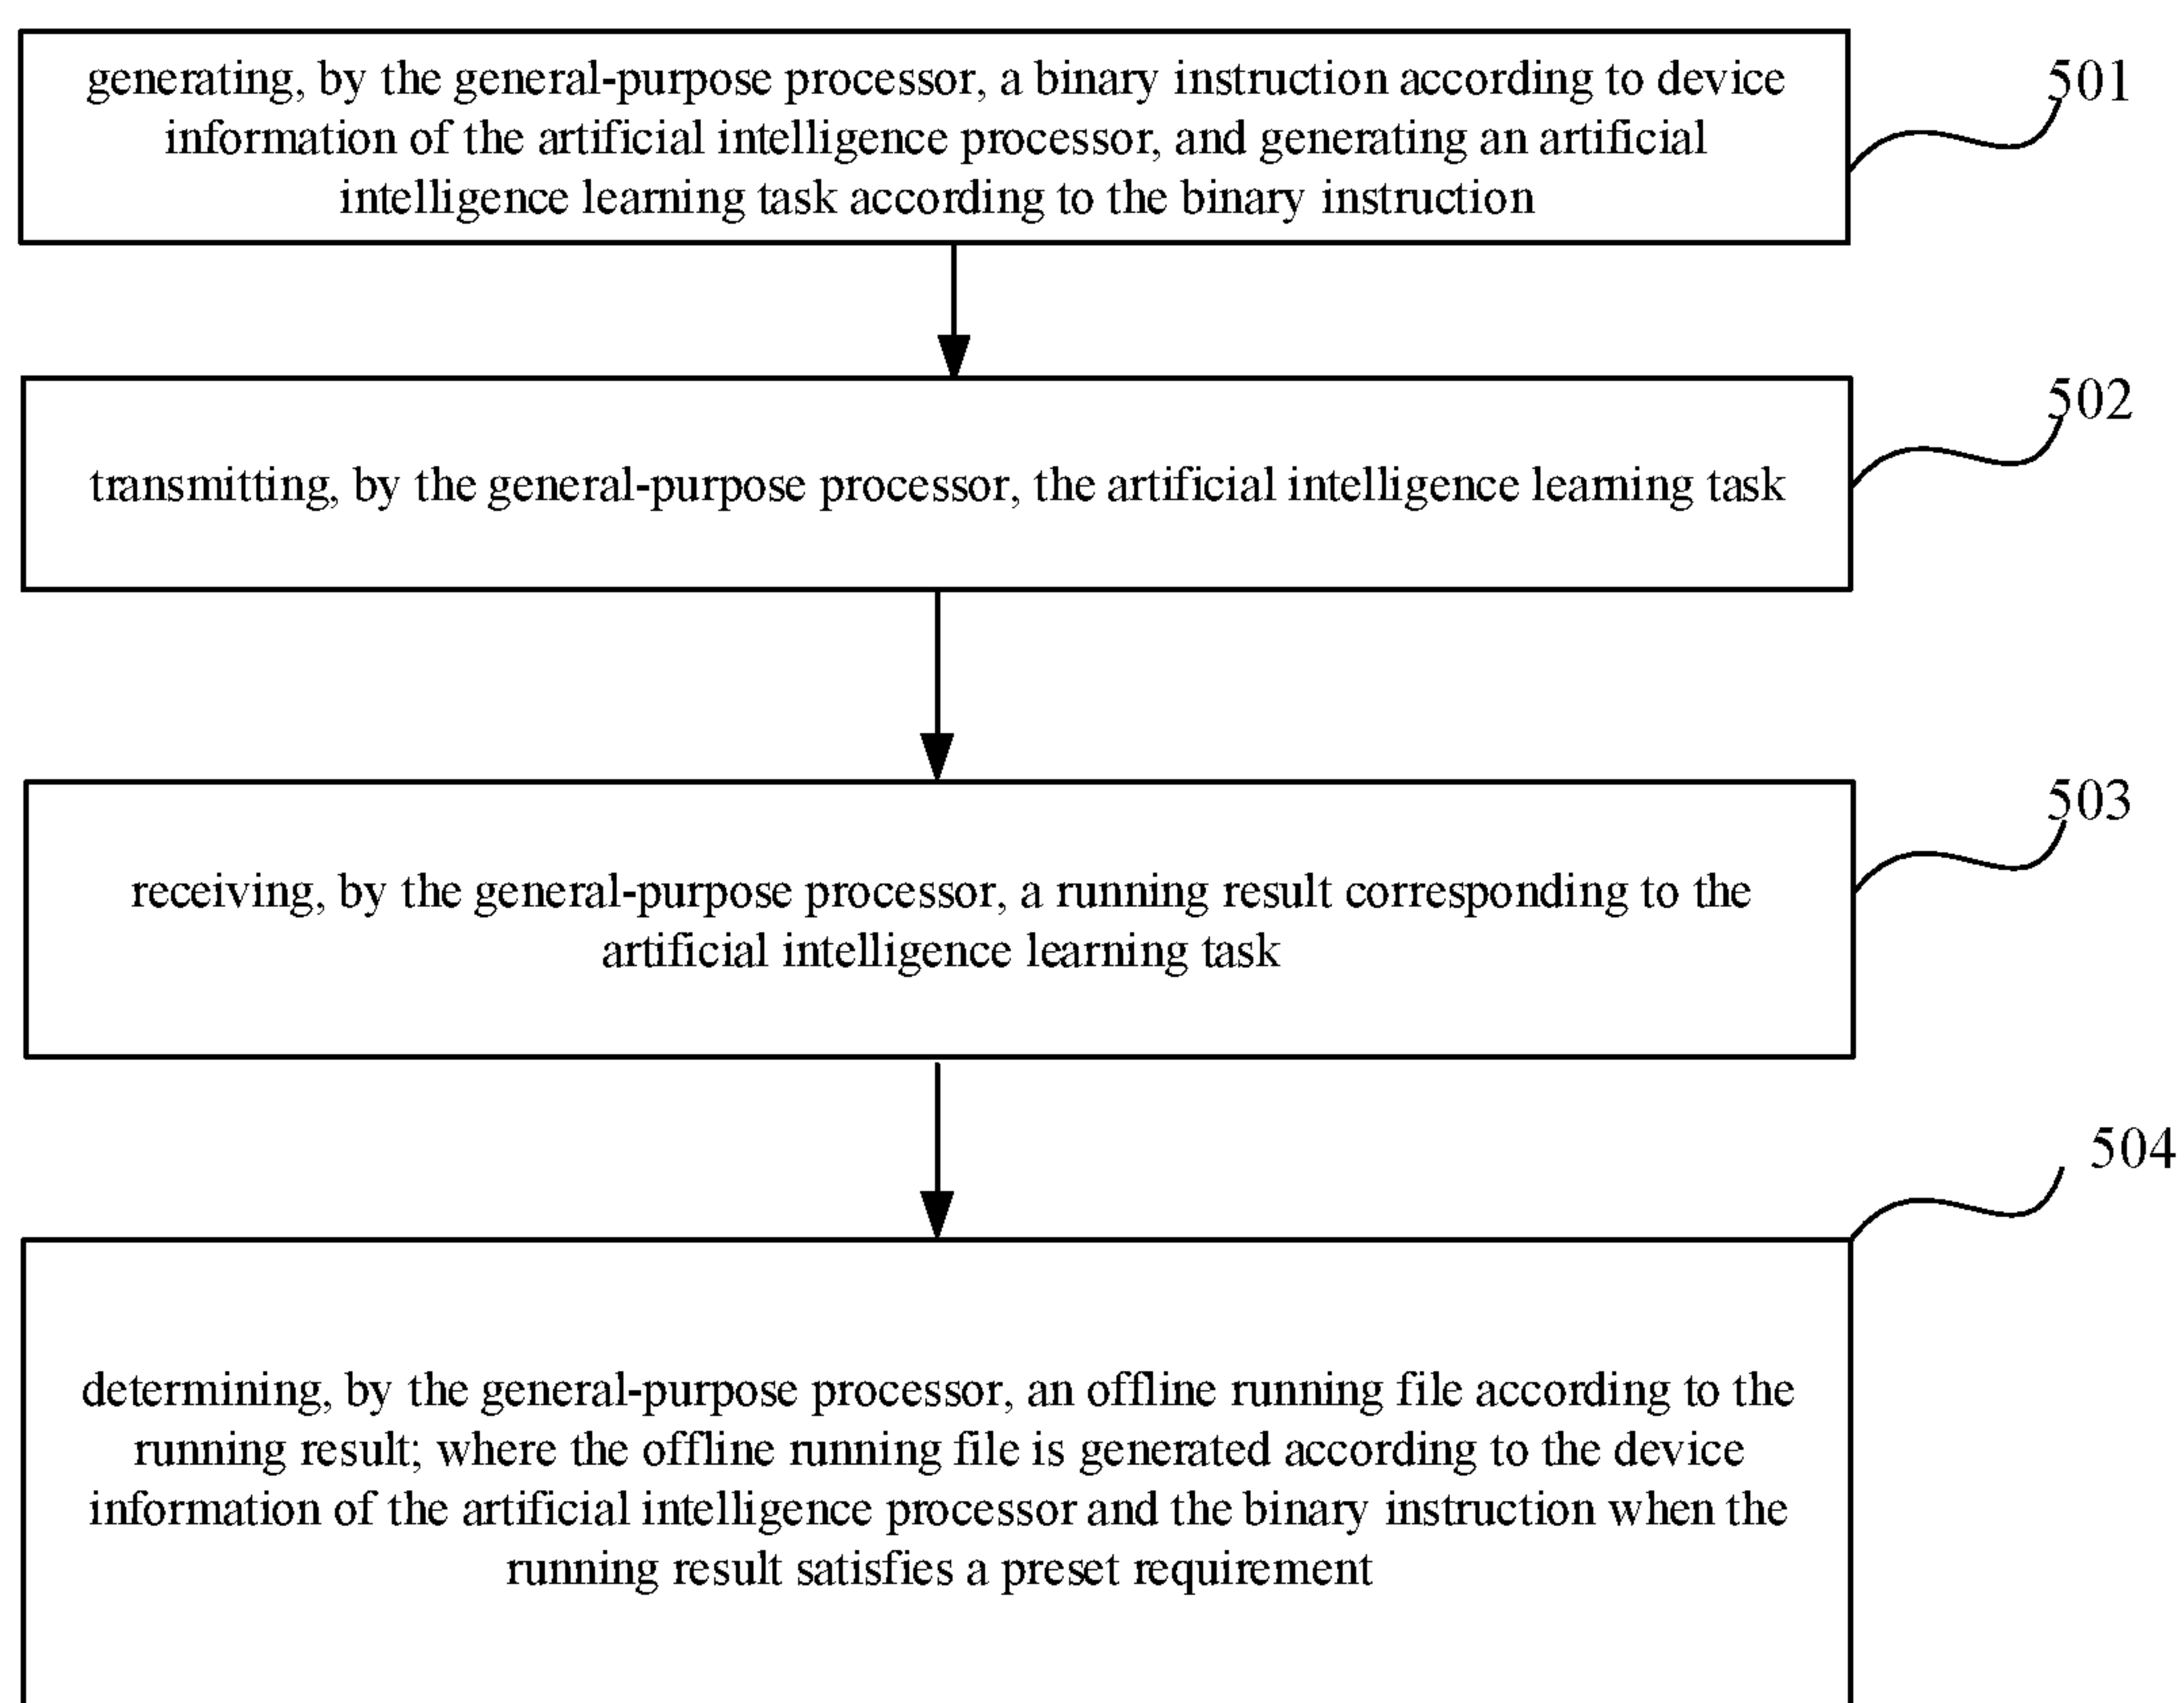 generating, by the general-purpose processor, a binary instruction according to device
information of the artificial intelligence processor, and generating an artificial
intelligence learning task according to the binary instruction
501
transmitting, by the general-purpose processor, the artificial intelligence learning task
502
receiving, by the general-purpose processor, a running result corresponding to the
artificial intelligence learning task
503
determining, by the general-purpose processor, an offline running file according to the
running result; where the offline running file is generated according to the device
information of the artificial intelligence processor and the binary instruction when the
running result satisfies a preset requirement
504